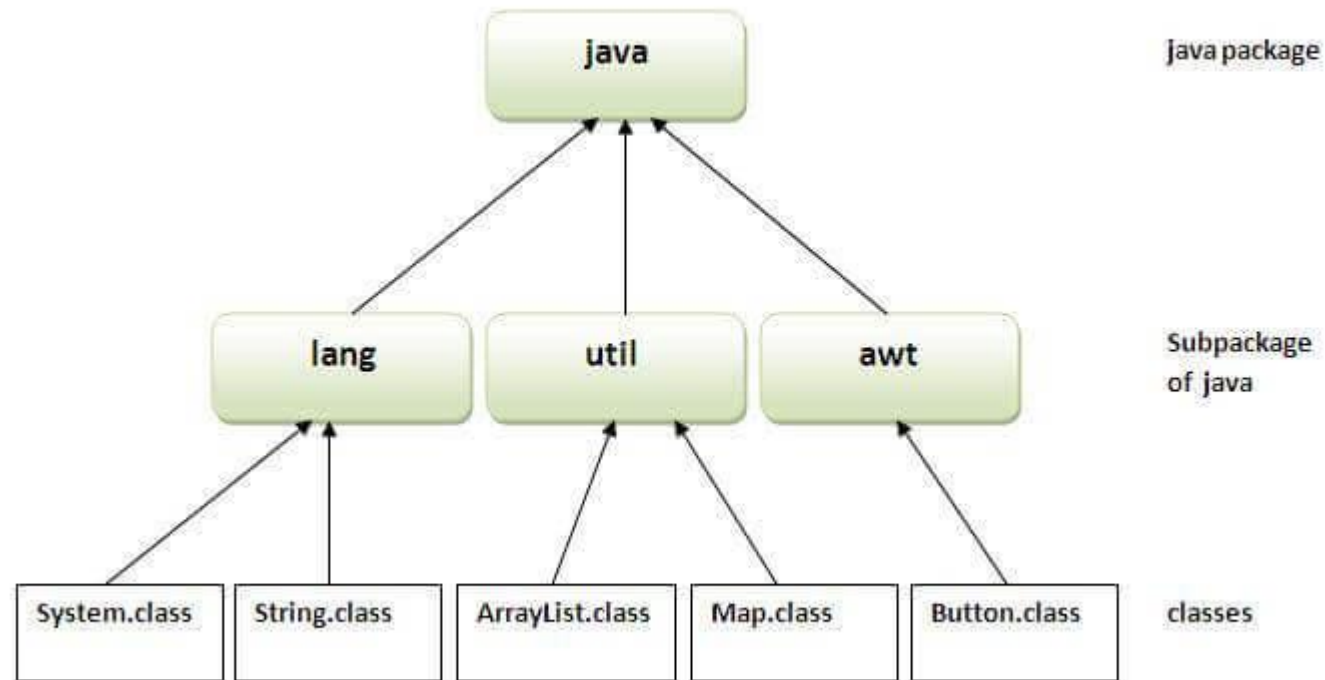 java
java package
lang
util
awt
Subpackage
of java
System.class
String.class
ArrayList.class
Map.class
Button.class
classes